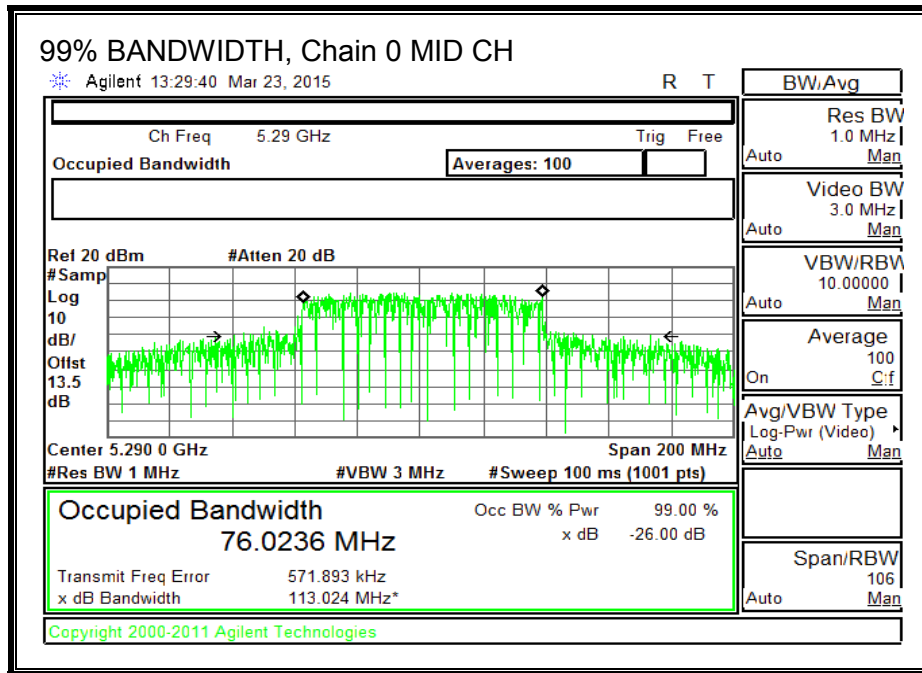 99% BANDWIDTH, Chain 0 MID CH
Agilent 13:29:40 Mar 23, 2015 R T
BW/Avg
Ch Freq 5.29 GHz Trig Free
Occupied Bandwidth Averages: 100
Res BW
1.0 MHz
Auto Man
Video BW
3.0 MHz
Auto Man
VBW/RBW
10.00000
Auto Man
Average
100
On
Avg/VBW Type
Log-Pwr (Video)
Auto Man
Span/RBW
106
Auto Man
Ref 20 dBm #Atten 20 dB
#Samp
Log
10
dB/
Offst
13.5
dB
Center 5.290 0 GHz Span 200 MHz
#Res BW 1 MHz #VBW 3 MHz #Sweep 100 ms (1001 pts)
Occupied Bandwidth Occ BW % Pwr 99.00 %
76.0236 MHz x dB -26.00 dB
Transmit Freq Error 571.893 kHz
x dB Bandwidth 113.024 MHz*
Copyright 2000-2011 Agilent Technologies